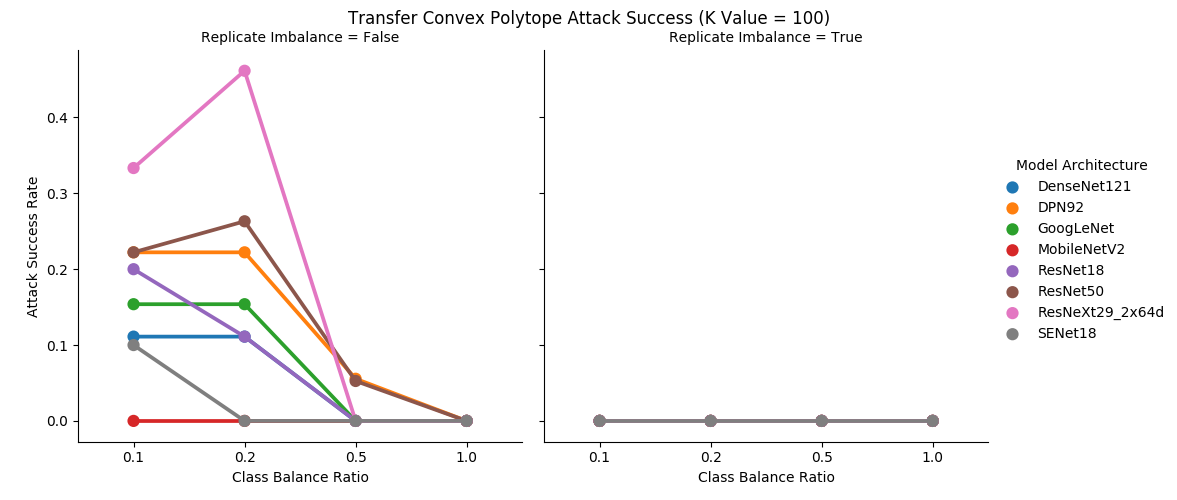 Transfer Convex Polytope Attack Success (K Value = 100)
Replicate Imbalance = False
Replicate Imbalance = True
Attack Success Rate
0.4
0.3
0.2
0.1
0.0
0.1 0.2 0.5 1.0
Class Balance Ratio
0.1 0.2 0.5 1.0
Class Balance Ratio
Model Architecture
DenseNet121
DPN92
GoogLeNet
MobileNetV2
ResNet18
ResNet50
ResNeXt29_2x64d
SENet18